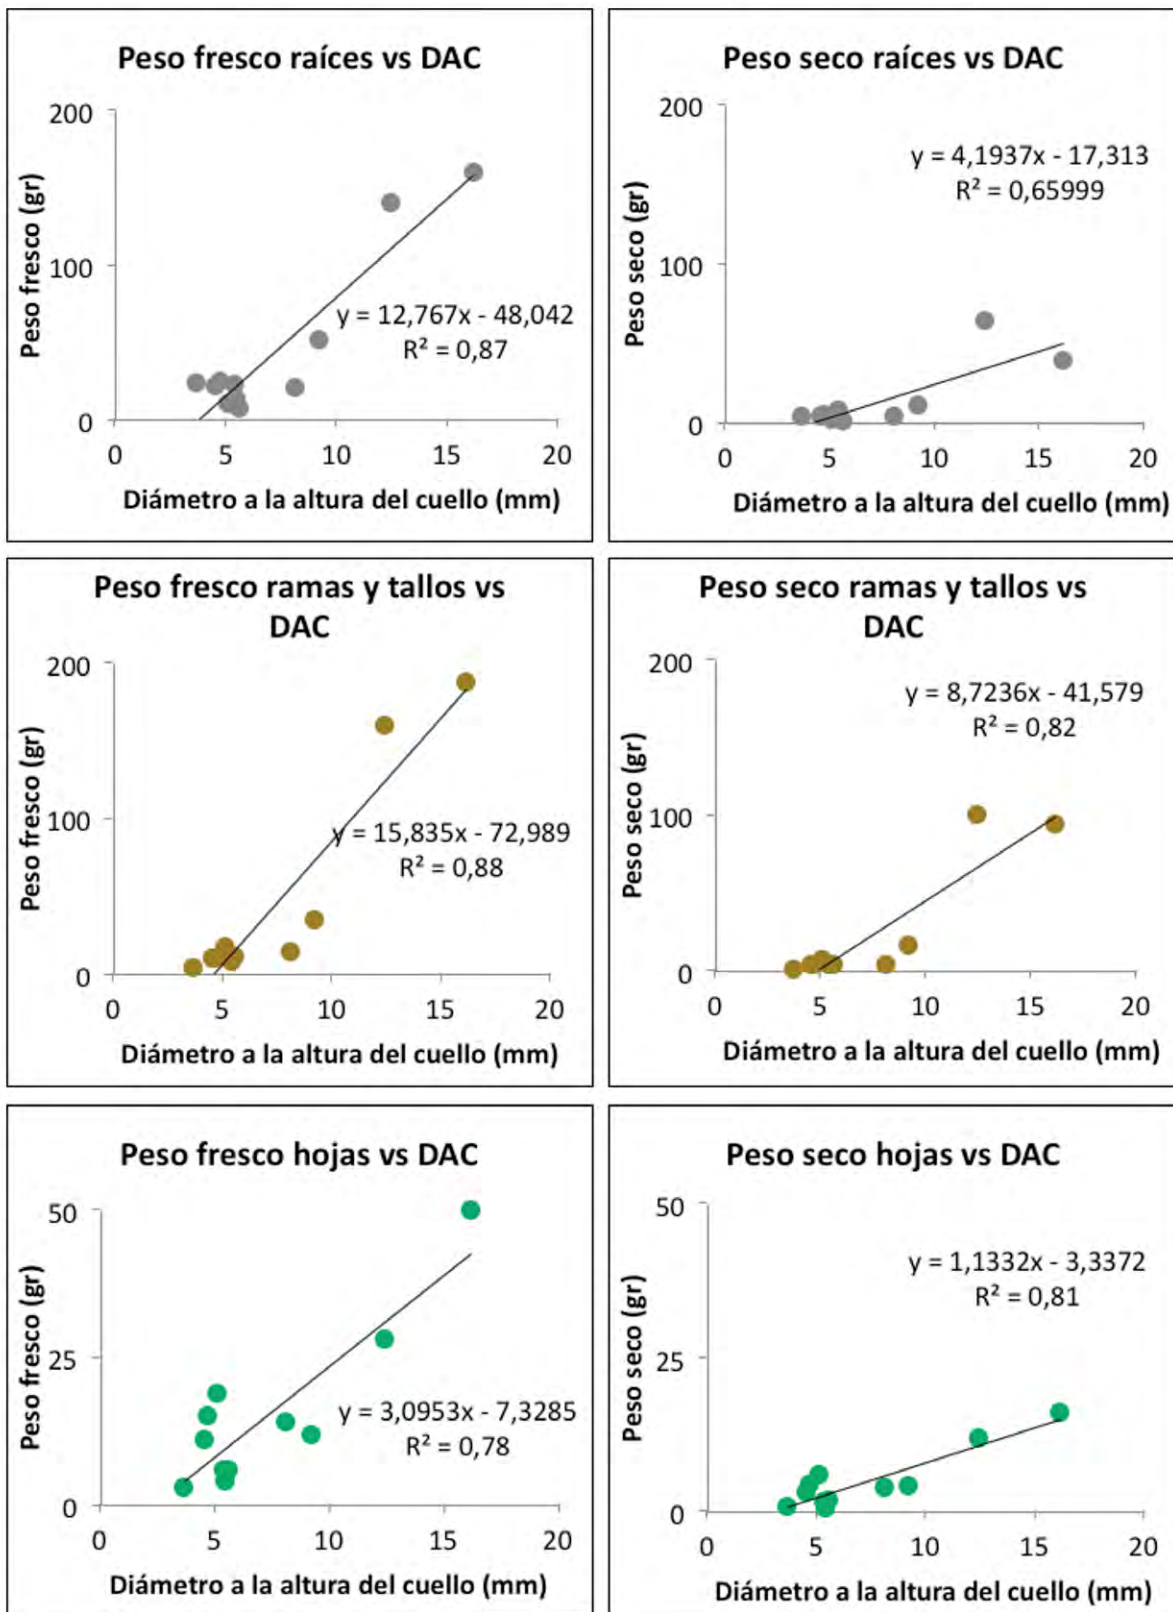 Peso fresco raíces vs DAC
200
100
0
0 5 10 15 20
Peso fresco (gr)
y = 12,767x - 48,042
R² = 0,87
Diámetro a la altura del cuello (mm)
Peso seco raíces vs DAC
200
100
0
0 5 10 15 20
Peso seco (gr)
y = 4,1937x - 17,313
R² = 0,65999
Diámetro a la altura del cuello (mm)
Peso fresco ramas y tallos vs
DAC
200
100
0
0 5 10 15 20
Peso fresco (gr)
y = 15,835x - 72,989
R² = 0,88
Diámetro a la altura del cuello (mm)
Peso seco ramas y tallos vs
DAC
200
100
0
0 5 10 15 20
Peso seco (gr)
y = 8,7236x - 41,579
R² = 0,82
Diámetro a la altura del cuello (mm)
Peso fresco hojas vs DAC
50
25
0
0 5 10 15 20
Peso fresco (gr)
y = 3,0953x - 7,3285
R² = 0,78
Diámetro a la altura del cuello (mm)
Peso seco hojas vs DAC
50
25
0
0 5 10 15 20
Peso seco (gr)
y = 1,1332x - 3,3372
R² = 0,81
Diámetro a la altura del cuello (mm)